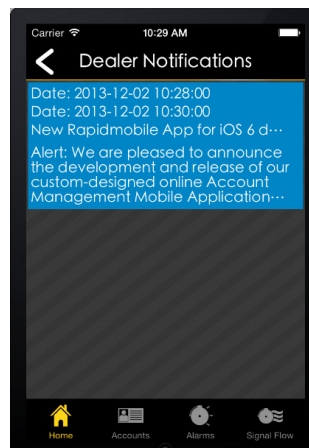 Carrier 10:29 AM
Dealer Notifications
Date: 2013-12-02 10:28:00
Date: 2013-12-02 10:30:00
New Rapidmobile App for iOS 6 d···
Alert: We are pleased to announce
the development and release of our
custom-designed online Account
Management Mobile Application···
Home Accounts Alarms Signal Flow